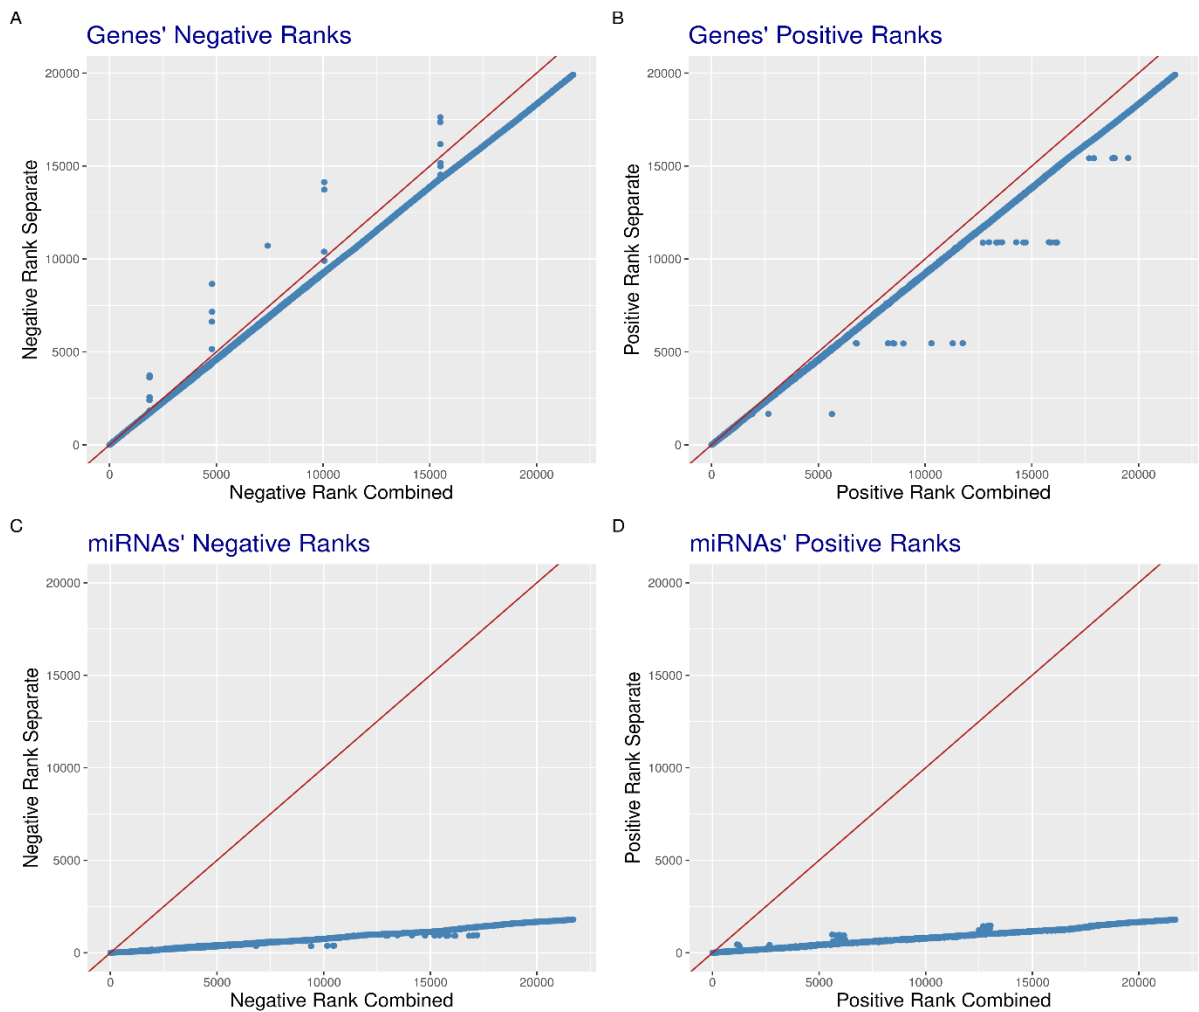 A
Genes' Negative Ranks
20000
15000
10000
5000
0
Negative Rank Separate
0 5000 10000 15000 20000
Negative Rank Combined
B
Genes' Positive Ranks
20000
15000
10000
5000
0
Positive Rank Separate
0 5000 10000 15000 20000
Positive Rank Combined
C
miRNAs' Negative Ranks
20000
15000
10000
5000
0
Negative Rank Separate
0 5000 10000 15000 20000
Negative Rank Combined
D
miRNAs' Positive Ranks
20000
15000
10000
5000
0
Positive Rank Separate
0 5000 10000 15000 20000
Positive Rank Combined